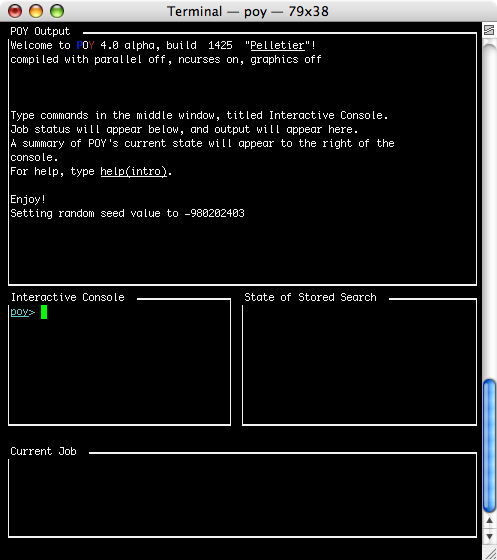 Terminal — poy — 79x38
POY Output
Welcome to POY 4.0 alpha, build  1425  "Pelletier"!
compiled with parallel off, ncurses on, graphics off
Type commands in the middle window, titled Interactive Console.
Job status will appear below, and output will appear here.
A summary of POY's current state will appear to the right of the
console.
For help, type help(intro).
Enjoy!
Setting random seed value to -980202403
Interactive Console
State of Stored Search
poy>
Current Job